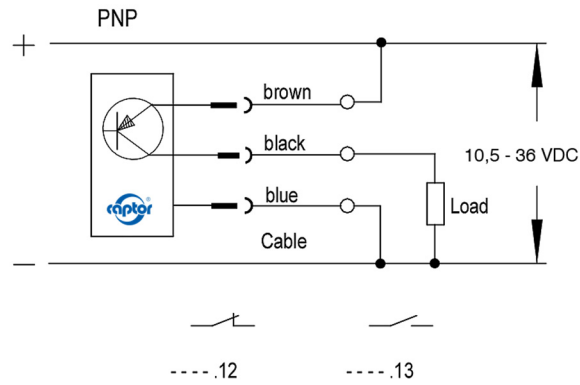 PNP
+
brown
black
10,5 - 36 VDC
captor®
blue
Load
Cable
—
---- .12
---- .13